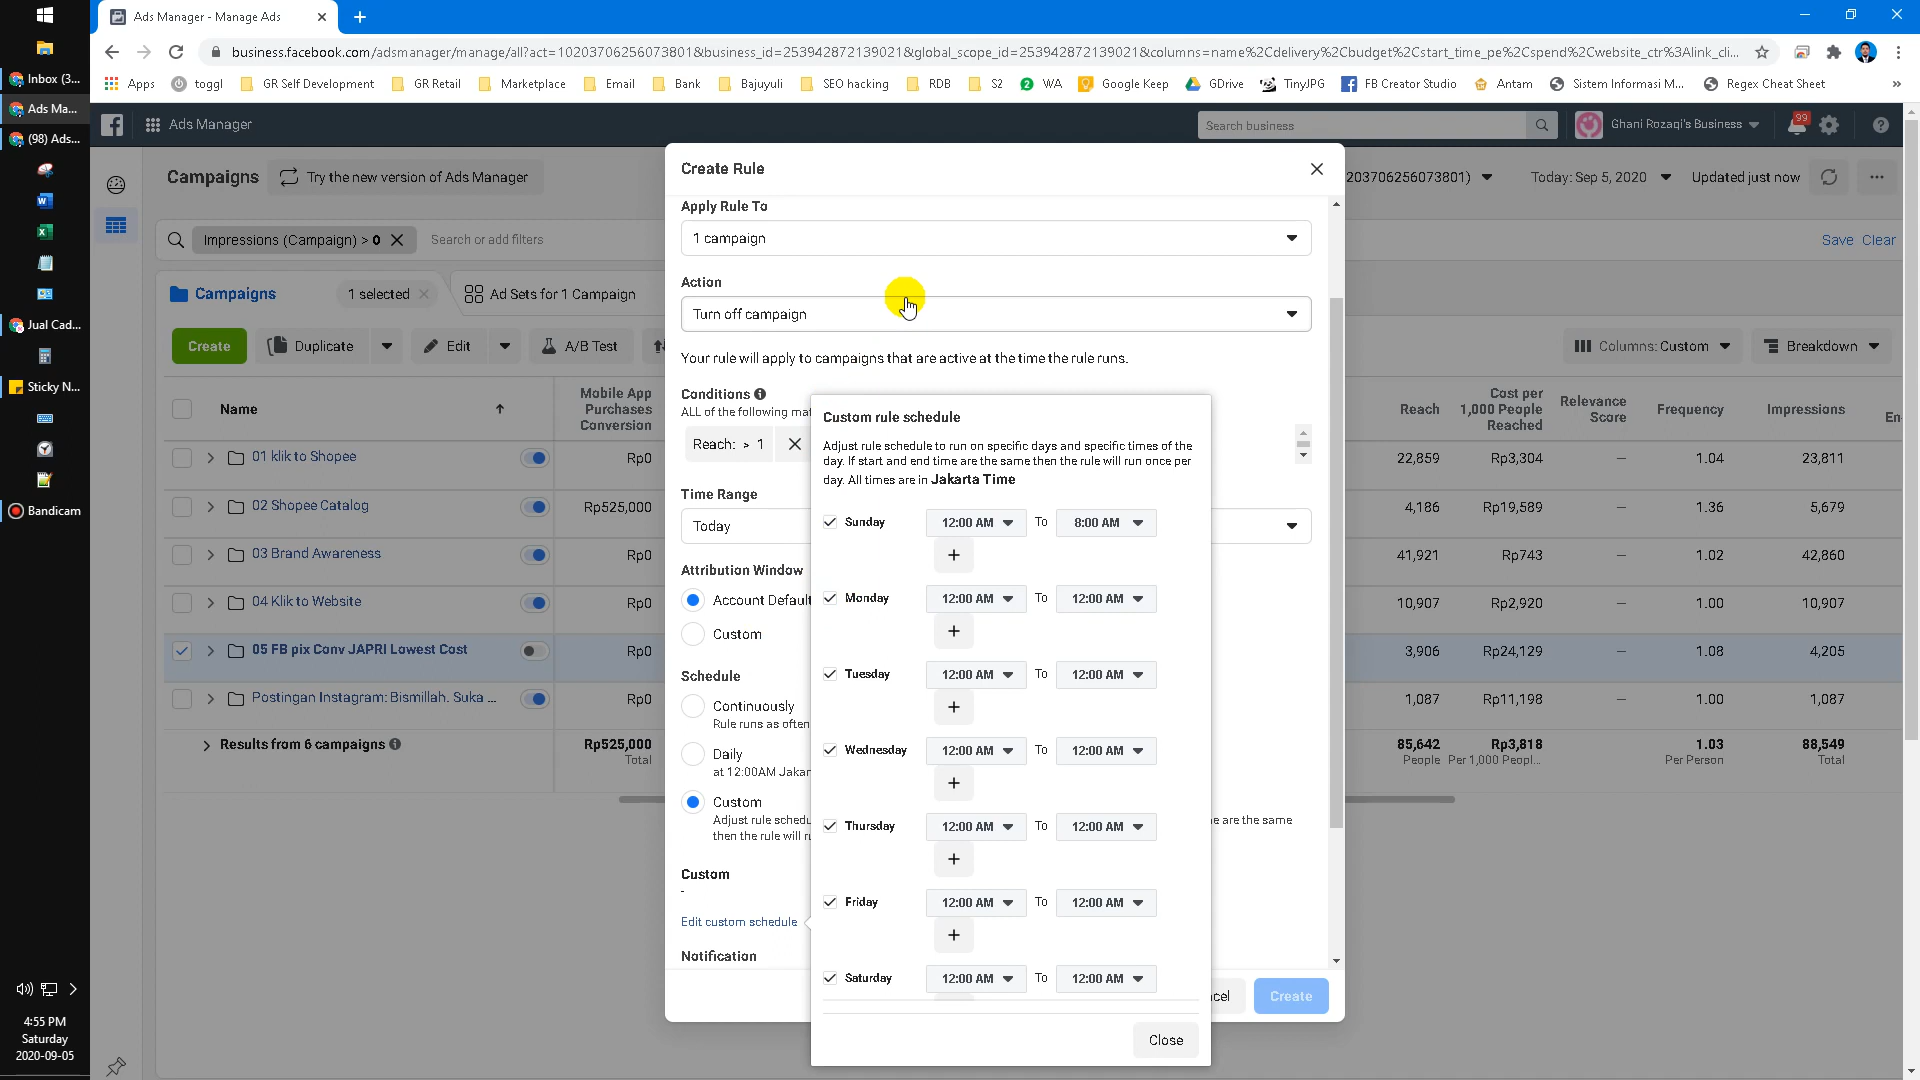 Ads Manager - Manage Ads
business.facebook.com/adsmanager/manage/all?act=10203706256073801&business_id=253942872139021&global_scope_id=253942872139021&columns=name%2Cdelivery%2Cbudget%2Cstart_time_pe%2Cspend%2Cwebsite_ctr%3Alink_cli...
Apps
toggl
GR Self Development
GR Retail
Marketplace
Email
Bank
Bajuyuli
SEO hacking
RDB
S2
WA
Google Keep
GDrive
TinyJPG
FB Creator Studio
Antam
Sistem Informasi M...
Regex Cheat Sheet
»
Inbox (3...
Ads Ma...
(98) Ads...
Jual Cad...
Sticky N...
Bandicam
4:55 PM
Saturday
2020-09-05
Ads Manager
Search business
Ghani Rozaqi's Business
99
Campaigns
Try the new version of Ads Manager
203706256073801)
Today: Sep 5, 2020
Updated just now
Impressions (Campaign) > 0
Search or add filters
Save
Clear
Campaigns
1 selected
Ad Sets for 1 Campaign
Create
Duplicate
Edit
A/B Test
Columns: Custom
Breakdown
Name
Mobile App
Purchases
Conversion
Reach
Cost per
1,000 People
Reached
Relevance
Score
Frequency
Impressions
En
01 klik to Shopee
Rp0
22,859
Rp3,304
—
1.04
23,811
02 Shopee Catalog
Rp525,000
4,186
Rp19,589
—
1.36
5,679
03 Brand Awareness
Rp0
41,921
Rp743
—
1.02
42,860
04 Klik to Website
Rp0
10,907
Rp2,920
—
1.00
10,907
05 FB pix Conv JAPRI Lowest Cost
Rp0
3,906
Rp24,129
—
1.08
4,205
Postingan Instagram: Bismillah. Suka ...
Rp0
1,087
Rp11,198
—
1.00
1,087
Results from 6 campaigns
Rp525,000
Total
85,642
People
Rp3,818
Per 1,000 Peopl...
1.03
Per Person
88,549
Total
Create Rule
Apply Rule To
1 campaign
Action
Turn off campaign
Your rule will apply to campaigns that are active at the time the rule runs.
Conditions
ALL of the following mat
Reach: > 1
Time Range
Today
Attribution Window
Account Default
Custom
Schedule
Continuously
Rule runs as often
Daily
at 12:00AM Jakar
Custom
Adjust rule schedu
e are the same
then the rule will r
Custom
-
Edit custom schedule
Notification
cel
Create
Custom rule schedule
Adjust rule schedule to run on specific days and specific times of the
day. If start and end time are the same then the rule will run once per
day. All times are in Jakarta Time
Sunday 12:00 AM To 8:00 AM
+
Monday 12:00 AM To 12:00 AM
+
Tuesday 12:00 AM To 12:00 AM
+
Wednesday 12:00 AM To 12:00 AM
+
Thursday 12:00 AM To 12:00 AM
+
Friday 12:00 AM To 12:00 AM
+
Saturday 12:00 AM To 12:00 AM
Close